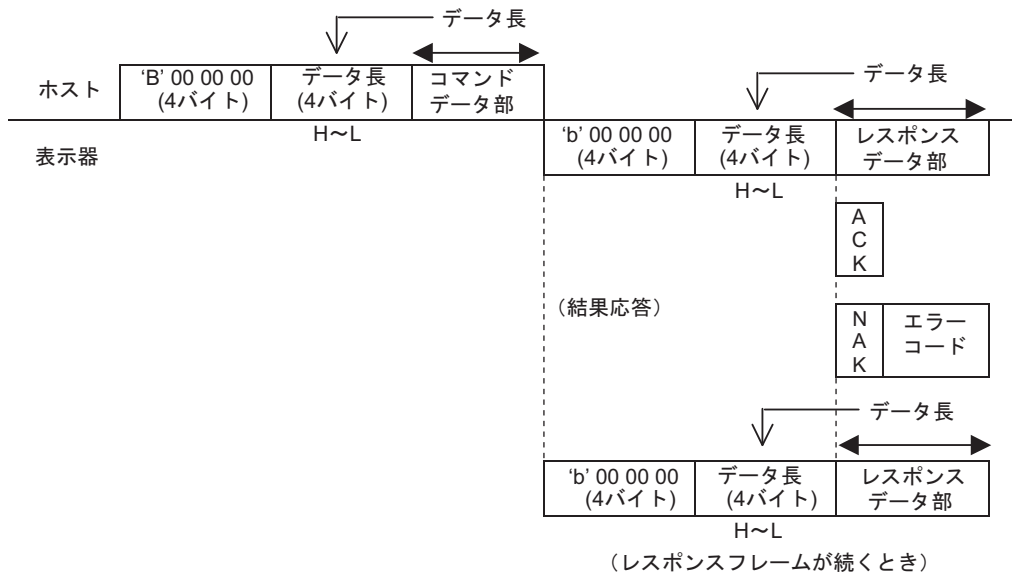 データ長
ホスト
'B' 00 00 00
(4バイト)
データ長
(4バイト)
コマンド
データ部
H～L
データ長
表示器
'b' 00 00 00
(4バイト)
データ長
(4バイト)
レスポンス
データ部
H～L
A
C
K
(結果応答)
N
A
K
エラー
コード
データ長
'b' 00 00 00
(4バイト)
データ長
(4バイト)
レスポンス
データ部
H～L
(レスポンスフレームが続くとき)